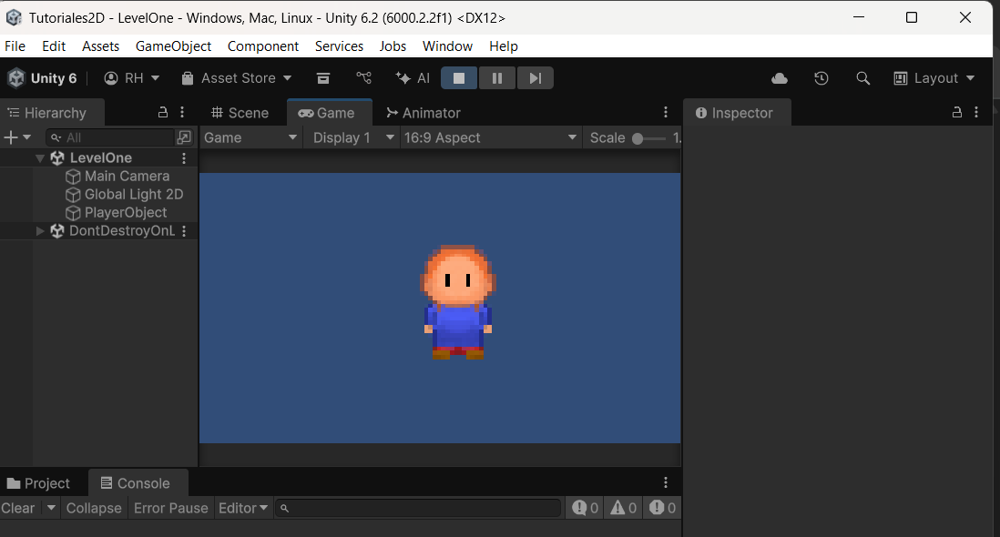 Tutoriales2D - LevelOne - Windows, Mac, Linux - Unity 6.2 (6000.2.2f1) <DX12>
File Edit Assets GameObject Component Services Jobs Window Help
Unity 6 RH Asset Store AI Layout
Hierarchy Scene Game Animator Inspector
All Game Display 1 16:9 Aspect Scale 1.
LevelOne
Main Camera
Global Light 2D
PlayerObject
DontDestroyOnL
Project Console
Clear Collapse Error Pause Editor 0 0 0